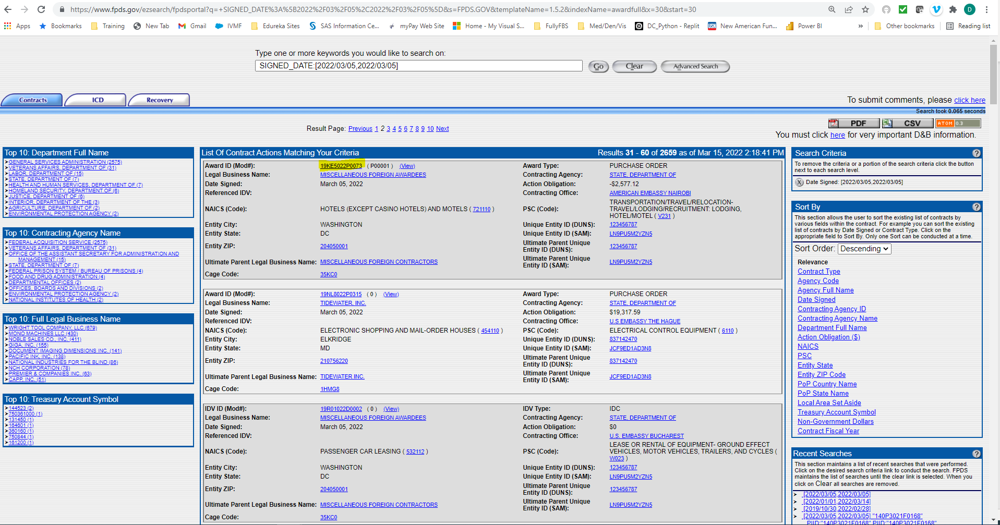 https://www.fpds.gov/ezsearch/fpdsportal?q=+SIGNED_DATE%3A%5B2022%2F03%2F05%2C2022%2F03%2F05%5D&s=FPDS.GOV&templateName=1.5.2&indexName=awardfull&x=30&start=30
D
Apps Bookmarks Training New Tab Gmail IVMF Edureka Sites SAS Information Ce... myPay Web Site Home - My Visual S... FullyFBS Med/Den/Vis DC_Python - Replit USN New American Fun... Power BI » Other bookmarks Reading list
Type one or more keywords you would like to search on:
SIGNED_DATE:[2022/03/05,2022/03/05] Go Clear Advanced Search
Contracts ICD Recovery
To submit comments, please click here
Search took 0.065 seconds
Result Page: Previous 1 2 3 4 5 6 7 8 9 10 Next
PDF CSV ATOM 0.3
You must click here for very important D&B information.
Top 10: Department Full Name
GENERAL SERVICES ADMINISTRATION (2575)
VETERANS AFFAIRS, DEPARTMENT OF (31)
LABOR, DEPARTMENT OF (15)
STATE, DEPARTMENT OF (7)
HEALTH AND HUMAN SERVICES, DEPARTMENT OF (7)
HOMELAND SECURITY, DEPARTMENT OF (6)
JUSTICE, DEPARTMENT OF (6)
INTERIOR, DEPARTMENT OF THE (3)
AGRICULTURE, DEPARTMENT OF (2)
ENVIRONMENTAL PROTECTION AGENCY (2)
Top 10: Contracting Agency Name
FEDERAL ACQUISITION SERVICE (2575)
VETERANS AFFAIRS, DEPARTMENT OF (31)
OFFICE OF THE ASSISTANT SECRETARY FOR ADMINISTRATION AND
MANAGEMENT (15)
STATE, DEPARTMENT OF (7)
FEDERAL PRISON SYSTEM / BUREAU OF PRISONS (4)
FOOD AND DRUG ADMINISTRATION (4)
DEPARTMENTAL OFFICES (2)
OFFICES, BOARDS AND DIVISIONS (2)
ENVIRONMENTAL PROTECTION AGENCY (2)
NATIONAL INSTITUTES OF HEALTH (2)
Top 10: Full Legal Business Name
WRIGHT TOOL COMPANY, LLC (679)
MONO MACHINES LLC (430)
NOBLE SALES CO., INC. (411)
GIGA, INC. (155)
DOCUMENT IMAGING DIMENSIONS INC. (141)
PACIFIC INK, INC. (138)
NATIONAL INDUSTRIES FOR THE BLIND (86)
NCH CORPORATION (78)
PREMIER & COMPANIES INC. (63)
CAPP, INC. (51)
Top 10: Treasury Account Symbol
144523 (2)
750361000 (1)
131450 (1)
164601 (1)
360160 (1)
750844 (1)
161200 (1)
List Of Contract Actions Matching Your Criteria Results 31 - 60 of 2659 as of Mar 15, 2022 2:18:41 PM
Award ID (Mod#): 19KE5022P0073 ( P00001 ) (View) Award Type: PURCHASE ORDER
Legal Business Name: MISCELLANEOUS FOREIGN AWARDEES Contracting Agency: STATE, DEPARTMENT OF
Date Signed: March 05, 2022 Action Obligation: -$2,577.12
Referenced IDV: Contracting Office: AMERICAN EMBASSY NAIROBI
NAICS (Code): HOTELS (EXCEPT CASINO HOTELS) AND MOTELS ( 721110 ) PSC (Code): TRANSPORTATION/TRAVEL/RELOCATION-
TRAVEL/LODGING/RECRUITMENT: LODGING,
HOTEL/MOTEL ( V231 )
Entity City: WASHINGTON Unique Entity ID (DUNS): 123456787
Entity State: DC Unique Entity ID (SAM): LN9PU5M2YZN5
Entity ZIP: 204050001 Ultimate Parent Unique
Entity ID (DUNS): 123456787
Ultimate Parent Legal Business Name: MISCELLANEOUS FOREIGN CONTRACTORS Ultimate Parent Unique
Entity ID (SAM): LN9PU5M2YZN5
Cage Code: 35KC0
Award ID (Mod#): 19NL8022P0315 ( 0 ) (View) Award Type: PURCHASE ORDER
Legal Business Name: TIDEWATER, INC. Contracting Agency: STATE, DEPARTMENT OF
Date Signed: March 05, 2022 Action Obligation: $19,317.59
Referenced IDV: Contracting Office: U.S EMBASSY THE HAGUE
NAICS (Code): ELECTRONIC SHOPPING AND MAIL-ORDER HOUSES ( 454110 ) PSC (Code): ELECTRICAL CONTROL EQUIPMENT ( 6110 )
Entity City: ELKRIDGE Unique Entity ID (DUNS): 837142470
Entity State: MD Unique Entity ID (SAM): JCF9ED1AD3N8
Entity ZIP: 210756220 Ultimate Parent Unique
Entity ID (DUNS): 837142470
Ultimate Parent Legal Business Name: TIDEWATER INC. Ultimate Parent Unique
Entity ID (SAM): JCF9ED1AD3N8
Cage Code: 1HMG8
IDV ID (Mod#): 19R01022D0002 ( 0 ) (View) IDV Type: IDC
Legal Business Name: MISCELLANEOUS FOREIGN AWARDEES Contracting Agency: STATE, DEPARTMENT OF
Date Signed: March 05, 2022 Action Obligation: $0
Referenced IDV: Contracting Office: U.S. EMBASSY BUCHAREST
NAICS (Code): PASSENGER CAR LEASING ( 532112 ) PSC (Code): LEASE OR RENTAL OF EQUIPMENT- GROUND EFFECT
VEHICLES, MOTOR VEHICLES, TRAILERS, AND CYCLES (
W023 )
Entity City: WASHINGTON Unique Entity ID (DUNS): 123456787
Entity State: DC Unique Entity ID (SAM): LN9PU5M2YZN5
Entity ZIP: 204050001 Ultimate Parent Unique
Entity ID (DUNS): 123456787
Ultimate Parent Legal Business Name: MISCELLANEOUS FOREIGN CONTRACTORS Ultimate Parent Unique
Entity ID (SAM): LN9PU5M2YZN5
Cage Code: 35KC0
Search Criteria ?
To remove the criteria or a portion of the search criteria click the button
next to each search level.
X Date Signed: [2022/03/05,2022/03/05]
Sort By ?
This section allows the user to sort the existing list of contracts by
various fields within the contract. For example you can sort the existing
list of contracts by Date Signed or Contract Type. Click on the
appropriate field to Sort By. Only one Sort can be conducted at a time.
Sort Order: Descending
Relevance
Contract Type
Agency Code
Agency Full Name
Date Signed
Contracting Agency ID
Contracting Agency Name
Department Full Name
Action Obligation ($)
NAICS
PSC
Entity State
Entity ZIP Code
PoP Country Name
PoP State Name
Local Area Set Aside
Treasury Account Symbol
Non-Government Dollars
Contract Fiscal Year
Recent Searches ?
This section maintains a list of recent searches that were performed.
Click on the desired search criteria link to conduct the search. FPDS
maintains the list of searches until the clear link is selected. When you
click on Clear all searches are removed.
[2022/03/05,2022/03/05]
[2022/01/01,2022/03/14]
[2019/10/30,2022/02/28]
[2022/03/05,2022/03/05] "140P3021F0168"
PIID:"140P3021F0168" PIID:"140P3021F0168"